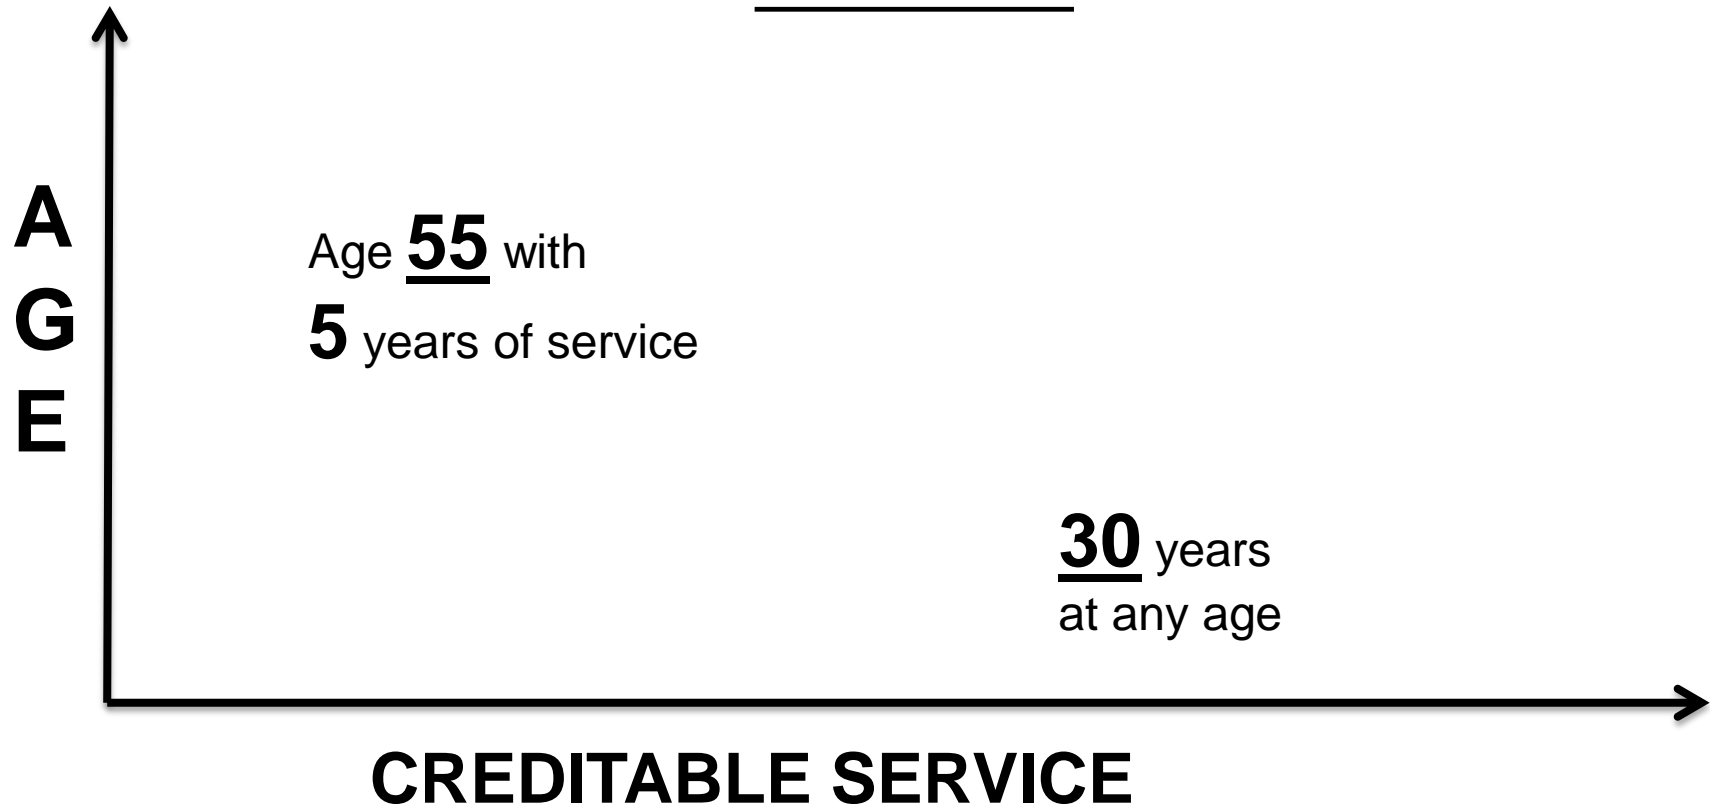 A
G
E
Age 55 with
5 years of service
30 years
at any age
CREDITABLE SERVICE